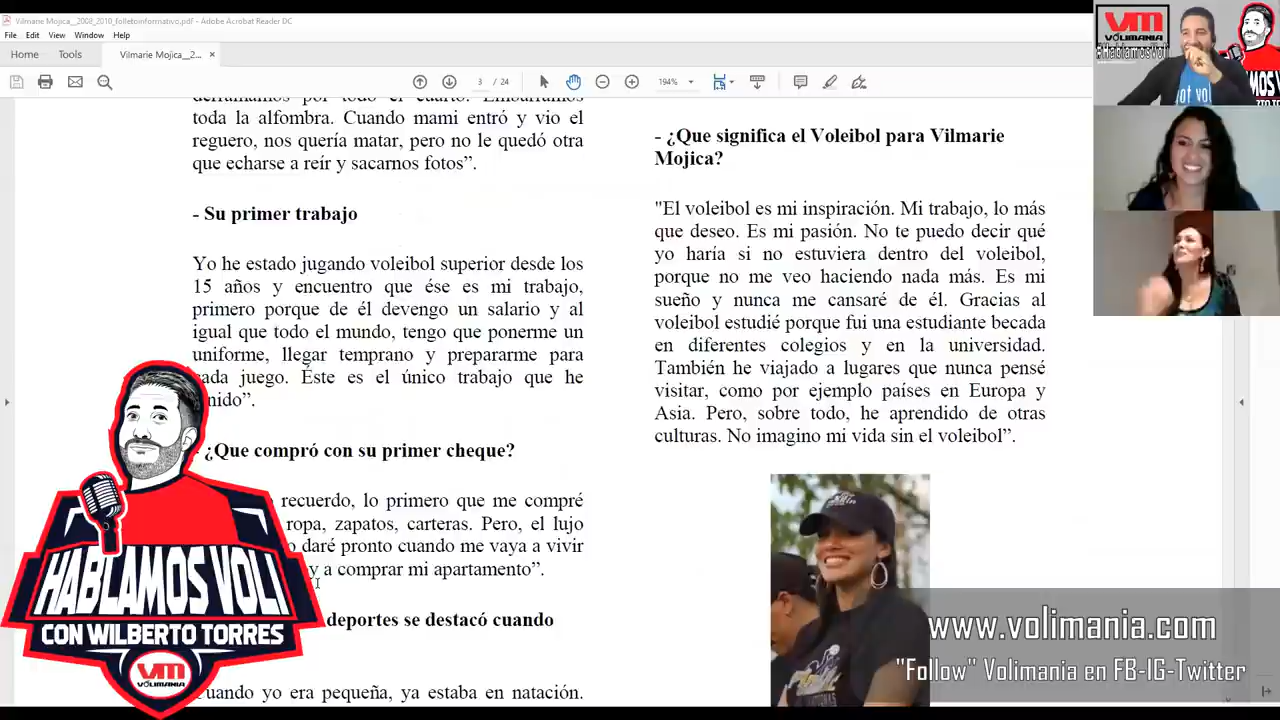 Vilmarie Mojica__2008_2010_folletoinformativo.pdf - Adobe Acrobat Reader DC
File Edit View Window Help
Home Tools Vilmarie Mojica__2... ×
3 / 24 194%
toda la alfombra. Cuando mami entró y vio el
reguero, nos quería matar, pero no le quedó otra
que echarse a reír y sacarnos fotos”.
- Su primer trabajo
Yo he estado jugando voleibol superior desde los
15 años y encuentro que ése es mi trabajo,
primero porque de él devengo un salario y al
igual que todo el mundo, tengo que ponerme un
uniforme, llegar temprano y prepararme para
cada juego. Éste es el único trabajo que he
nido”.
- ¿Que compró con su primer cheque?
recuerdo, lo primero que me compré
ropa, zapatos, carteras. Pero, el lujo
daré pronto cuando me vaya a vivir
y a comprar mi apartamento”.
deportes se destacó cuando
Cuando yo era pequeña, ya estaba en natación.
- ¿Que significa el Voleibol para Vilmarie
Mojica?
"El voleibol es mi inspiración. Mi trabajo, lo más
que deseo. Es mi pasión. No te puedo decir qué
yo haría si no estuviera dentro del voleibol,
porque no me veo haciendo nada más. Es mi
sueño y nunca me cansaré de él. Gracias al
voleibol estudié porque fui una estudiante becada
en diferentes colegios y en la universidad.
También he viajado a lugares que nunca pensé
visitar, como por ejemplo países en Europa y
Asia. Pero, sobre todo, he aprendido de otras
culturas. No imagino mi vida sin el voleibol”.
VM
VOLIMANIA
#HablamosVoli
got vo
HABLAMOS VOLI
CON WILBERTO TORRES
VM
VOLIMANIA
www.volimania.com
"Follow" Volimania en FB-IG-Twitter